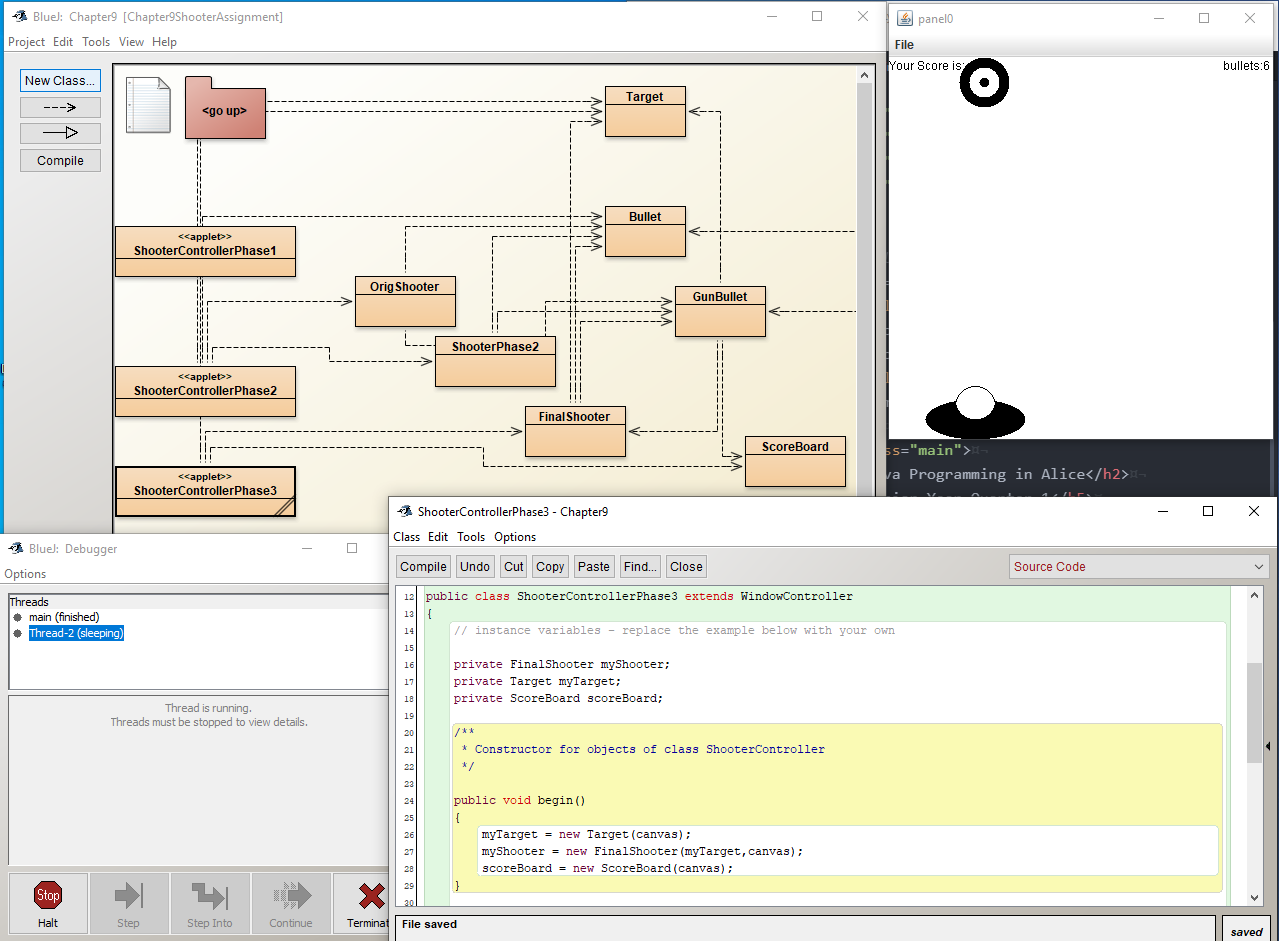 BlueJ: Chapter9 [Chapter9ShooterAssignment]
Project Edit Tools View Help
New Class...
Compile
<go up>
Target
Bullet
<<applet>>
ShooterControllerPhase1
OrigShooter
GunBullet
ShooterPhase2
<<applet>>
ShooterControllerPhase2
FinalShooter
ScoreBoard
<<applet>>
ShooterControllerPhase3
panel0
File
Your Score is:
bullets:6
ss="main">
va Programming in Alice</h2>
BlueJ: Debugger
Options
Threads
main (finished)
Thread-2 (sleeping)
Thread is running.
Threads must be stopped to view details.
Stop
Halt
Step
Step Into
Continue
Terminat
ShooterControllerPhase3 - Chapter9
Class Edit Tools Options
Compile Undo Cut Copy Paste Find... Close
Source Code
12 public class ShooterControllerPhase3 extends WindowController
13 {
14 // instance variables - replace the example below with your own
15
16 private FinalShooter myShooter;
17 private Target myTarget;
18 private ScoreBoard scoreBoard;
19
20 /**
21 * Constructor for objects of class ShooterController
22 */
23
24 public void begin()
25 {
26 myTarget = new Target(canvas);
27 myShooter = new FinalShooter(myTarget,canvas);
28 scoreBoard = new ScoreBoard(canvas);
29 }
30
File saved
saved